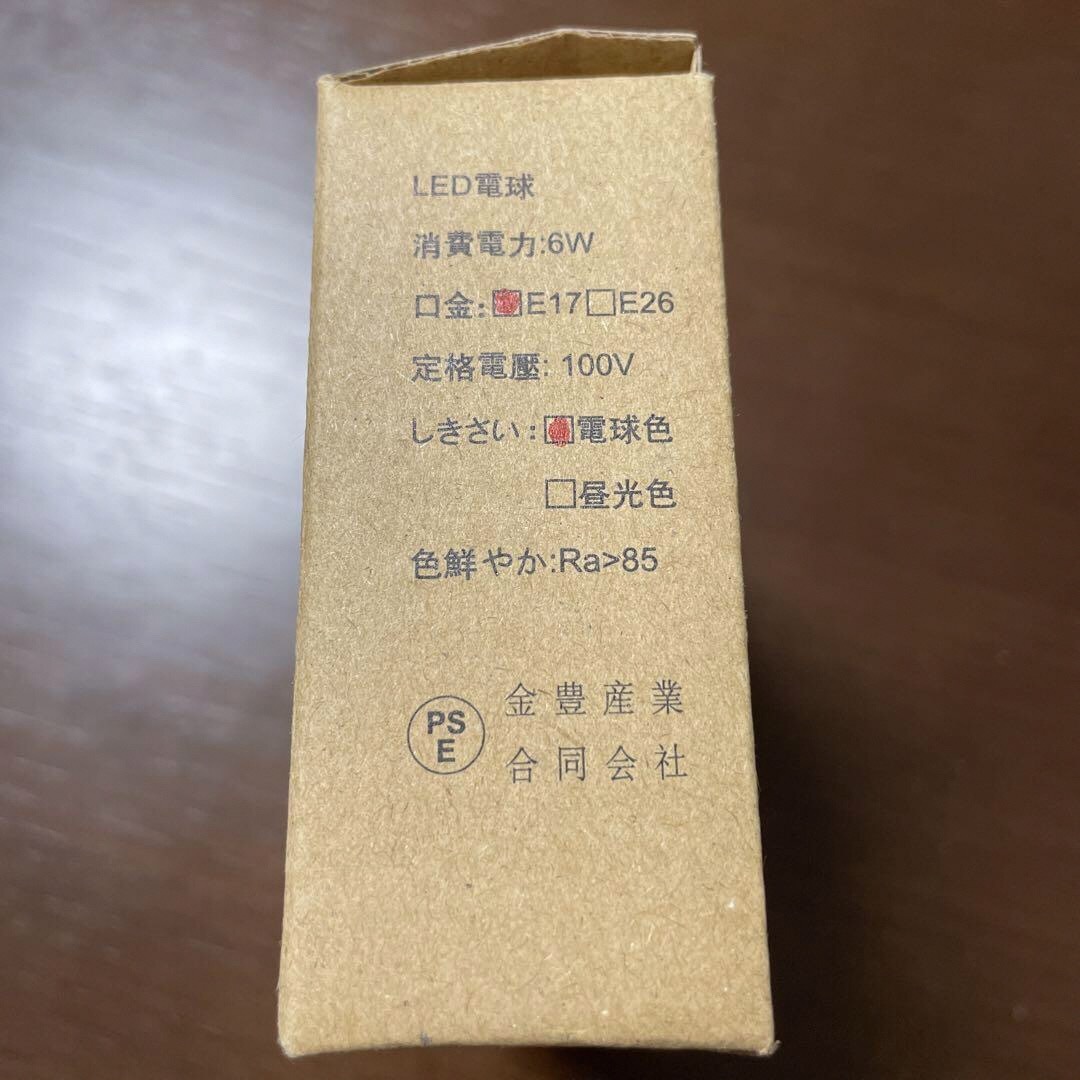 LED電球
消費電力:6W
口金:☑E17☐E26
定格電壓: 100V
しきさい:☑電球色
☐昼光色
色鮮やか:Ra>85
PS
E
金豊産業
合同会社